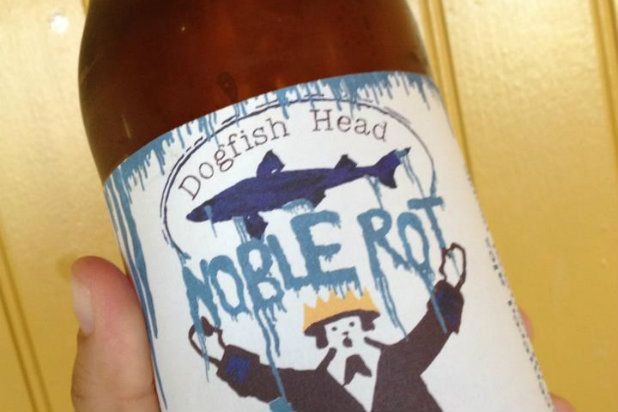 Dogfish Head
NOBLE ROT